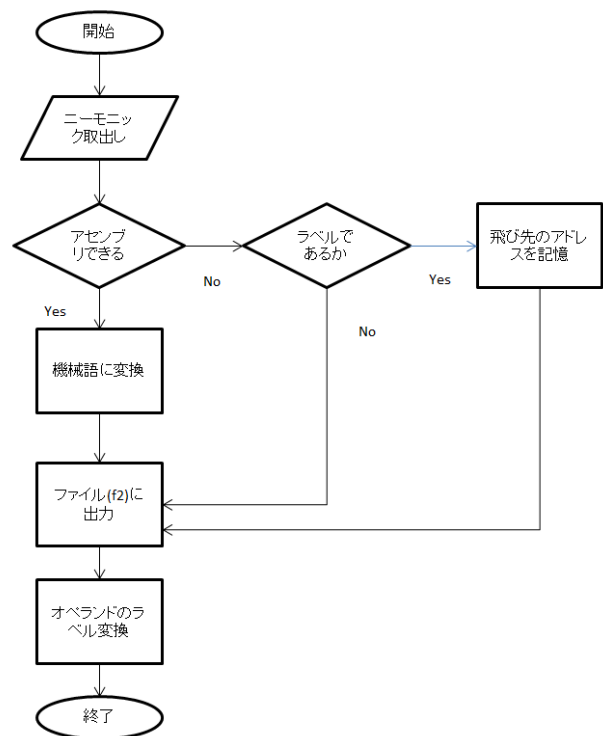 開始
ニーモニッ
ク取出し
アセンブ
リできる
ラベルで
あるか
飛び先のアドレ
スを記憶
No
Yes
Yes
No
機械語に変換
ファイル(f2)に
出力
オペランドのラ
ベル変換
終了